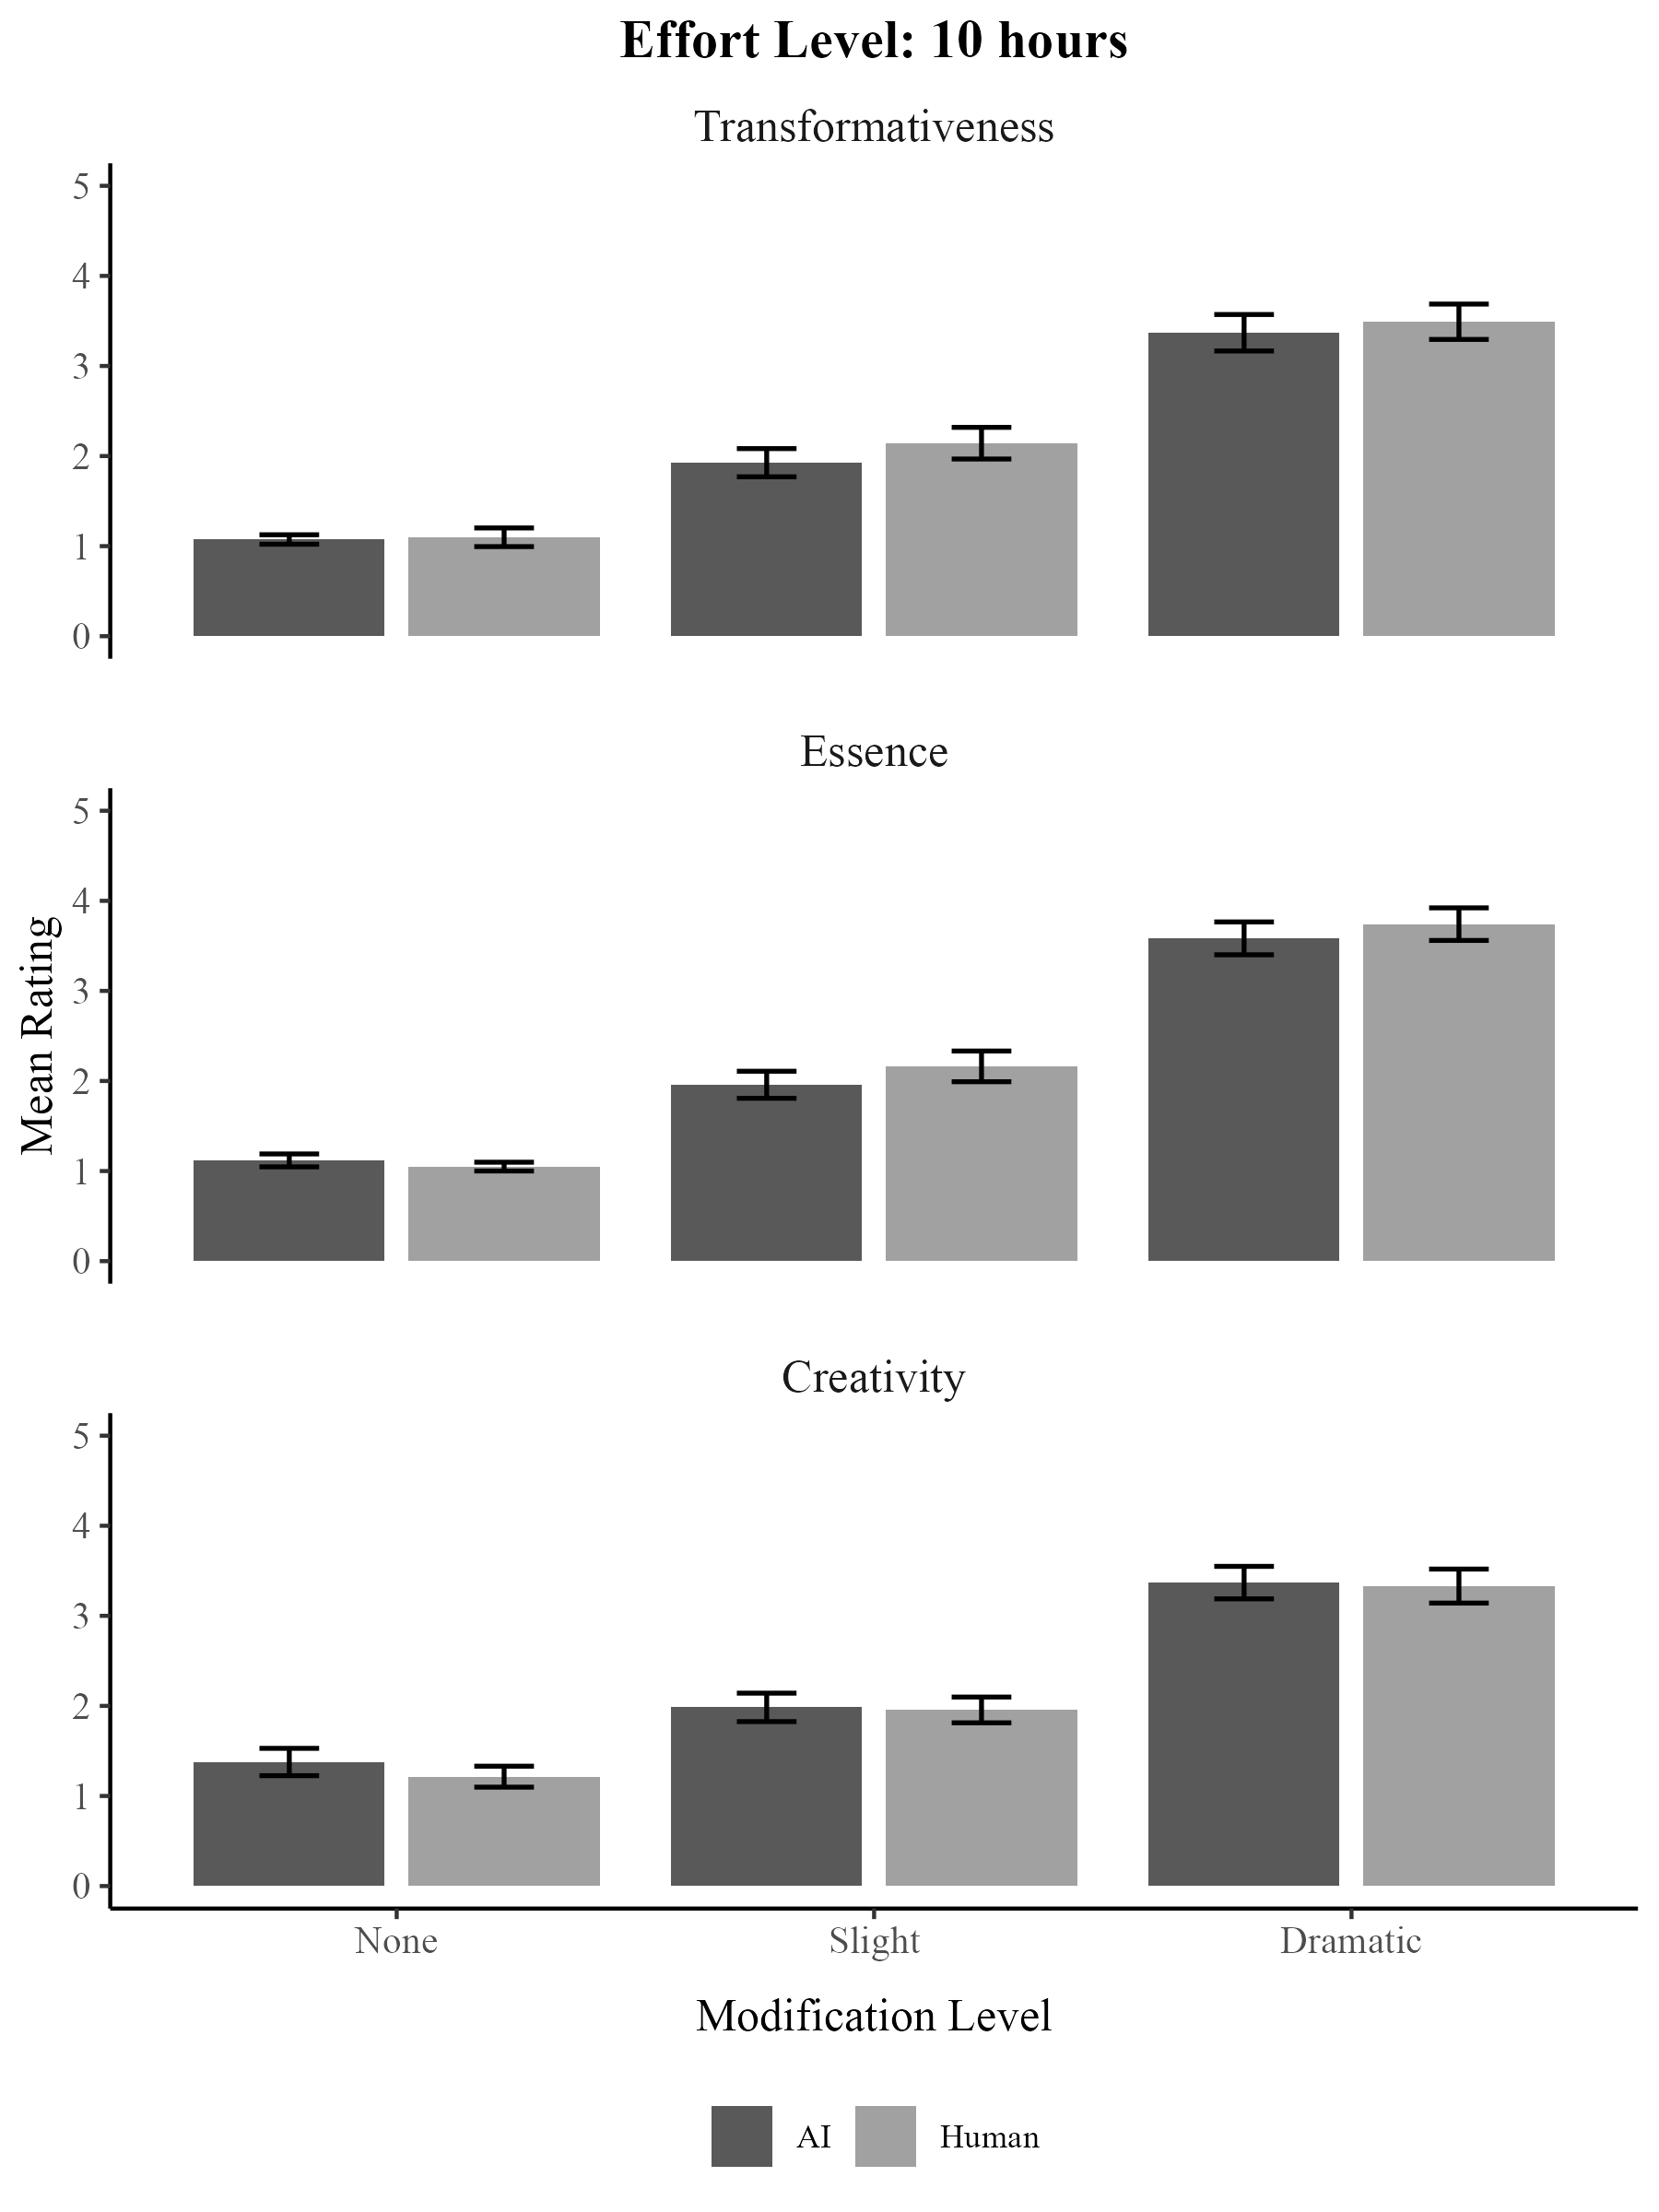 Effort Level: 10 hours
Transformativeness
5
4
3
2
1
0
Essence
5
4
3
2
1
0
Mean Rating
Creativity
5
4
3
2
1
0
None Slight Dramatic
Modification Level
AI Human